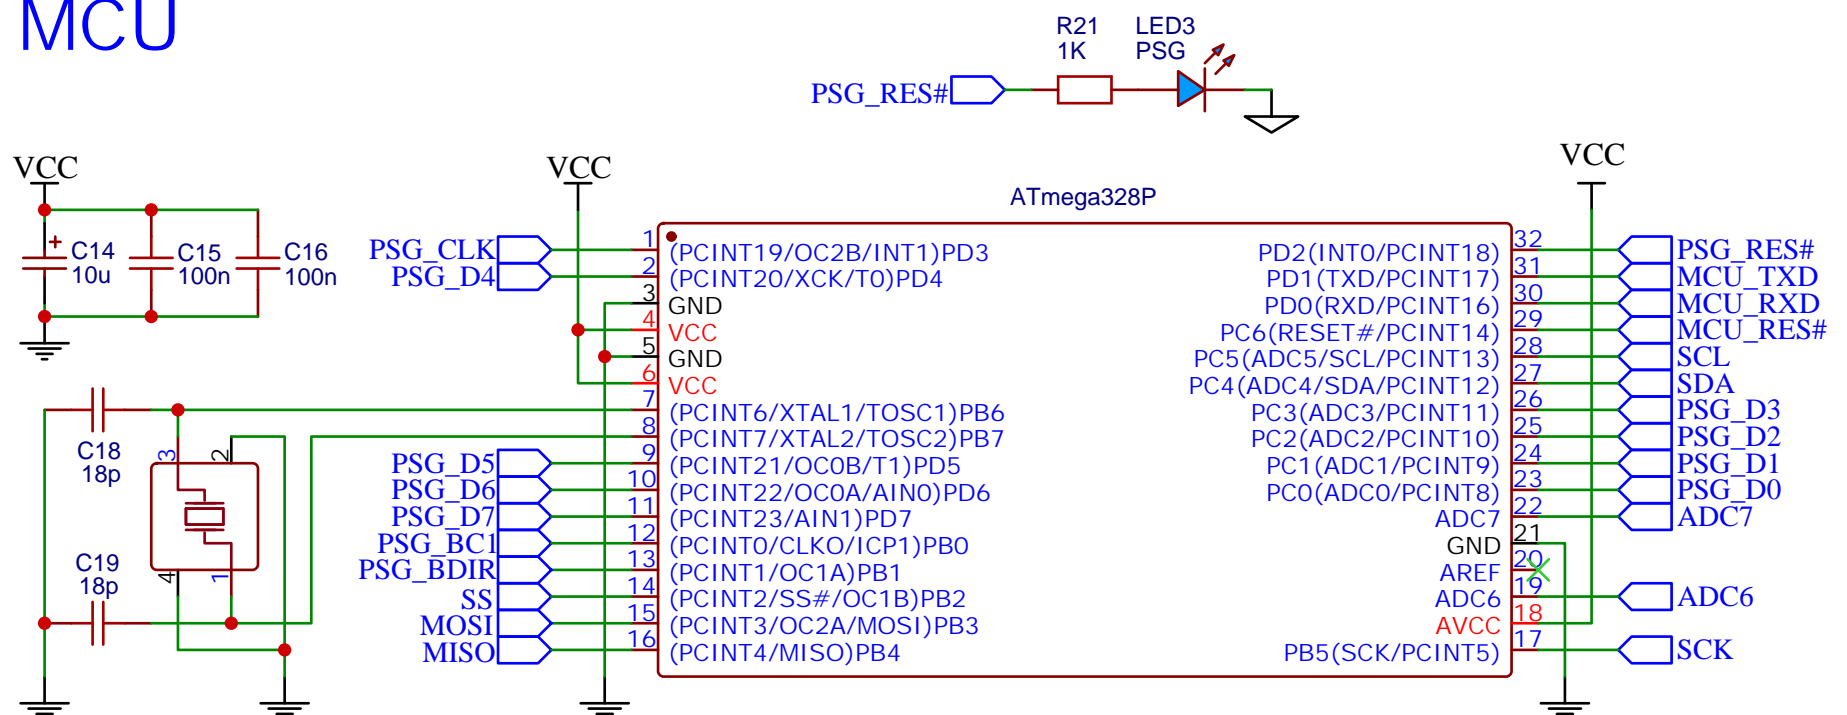 MCU
R21
1K
LED3
PSG
PSG_RES#
VCC
VCC
VCC
ATmega328P
+
C14
10u
C15
100n
C16
100n
PSG_CLK 1 (PCINT19/OC2B/INT1)PD3
PSG_D4 2 (PCINT20/XCK/T0)PD4
3 GND
4 VCC
5 GND
6 VCC
7 (PCINT6/XTAL1/TOSC1)PB6
8 (PCINT7/XTAL2/TOSC2)PB7
PSG_D5 9 (PCINT21/OC0B/T1)PD5
PSG_D6 10 (PCINT22/OC0A/AIN0)PD6
PSG_D7 11 (PCINT23/AIN1)PD7
PSG_BC1 12 (PCINT0/CLKO/ICP1)PB0
PSG_BDIR 13 (PCINT1/OC1A)PB1
SS 14 (PCINT2/SS#/OC1B)PB2
MOSI 15 (PCINT3/OC2A/MOSI)PB3
MISO 16 (PCINT4/MISO)PB4
PD2(INT0/PCINT18) 32 PSG_RES#
PD1(TXD/PCINT17) 31 MCU_TXD
PD0(RXD/PCINT16) 30 MCU_RXD
PC6(RESET#/PCINT14) 29 MCU_RES#
PC5(ADC5/SCL/PCINT13) 28 SCL
PC4(ADC4/SDA/PCINT12) 27 SDA
PC3(ADC3/PCINT11) 26 PSG_D3
PC2(ADC2/PCINT10) 25 PSG_D2
PC1(ADC1/PCINT9) 24 PSG_D1
PC0(ADC0/PCINT8) 23 PSG_D0
ADC7 22 ADC7
GND 21
AREF 20
ADC6 19 ADC6
AVCC 18
PB5(SCK/PCINT5) 17 SCK
C18
18p
3
2
4
1
C19
18p